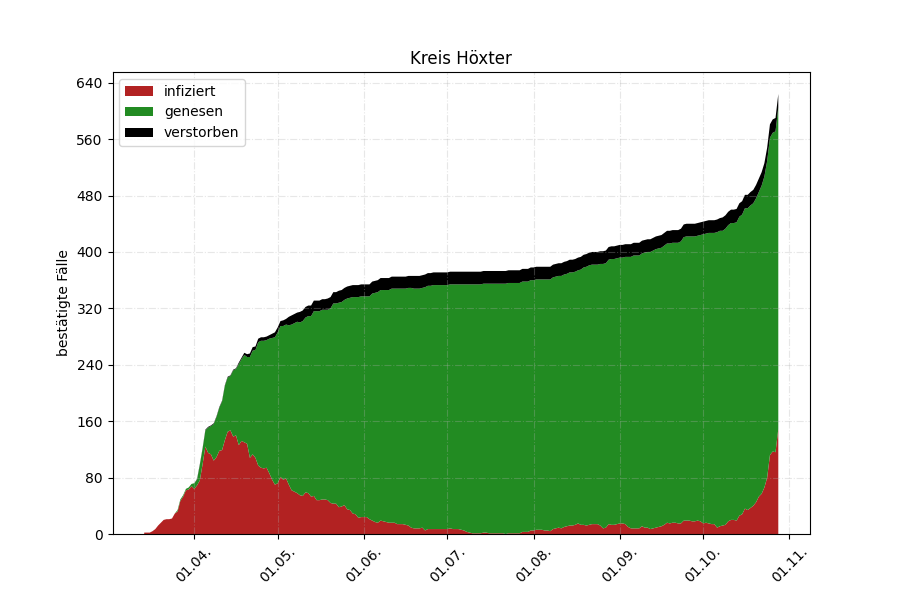 Kreis Höxter
infiziert
genesen
verstorben
bestätigte Fälle
640
560
480
400
320
240
160
80
0
01.04. 01.05. 01.06. 01.07. 01.08. 01.09. 01.10. 01.11.